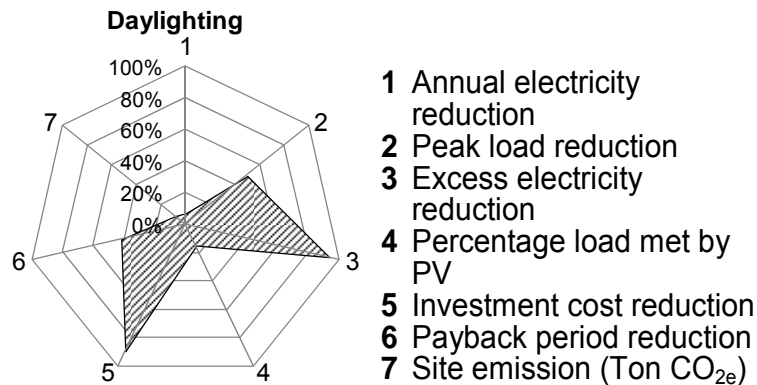 Daylighting
1
100%
80%
60%
40%
20%
0%
2
3
4
5
6
7
1 Annual electricity
reduction
2 Peak load reduction
3 Excess electricity
reduction
4 Percentage load met by
PV
5 Investment cost reduction
6 Payback period reduction
7 Site emission (Ton CO₂e)